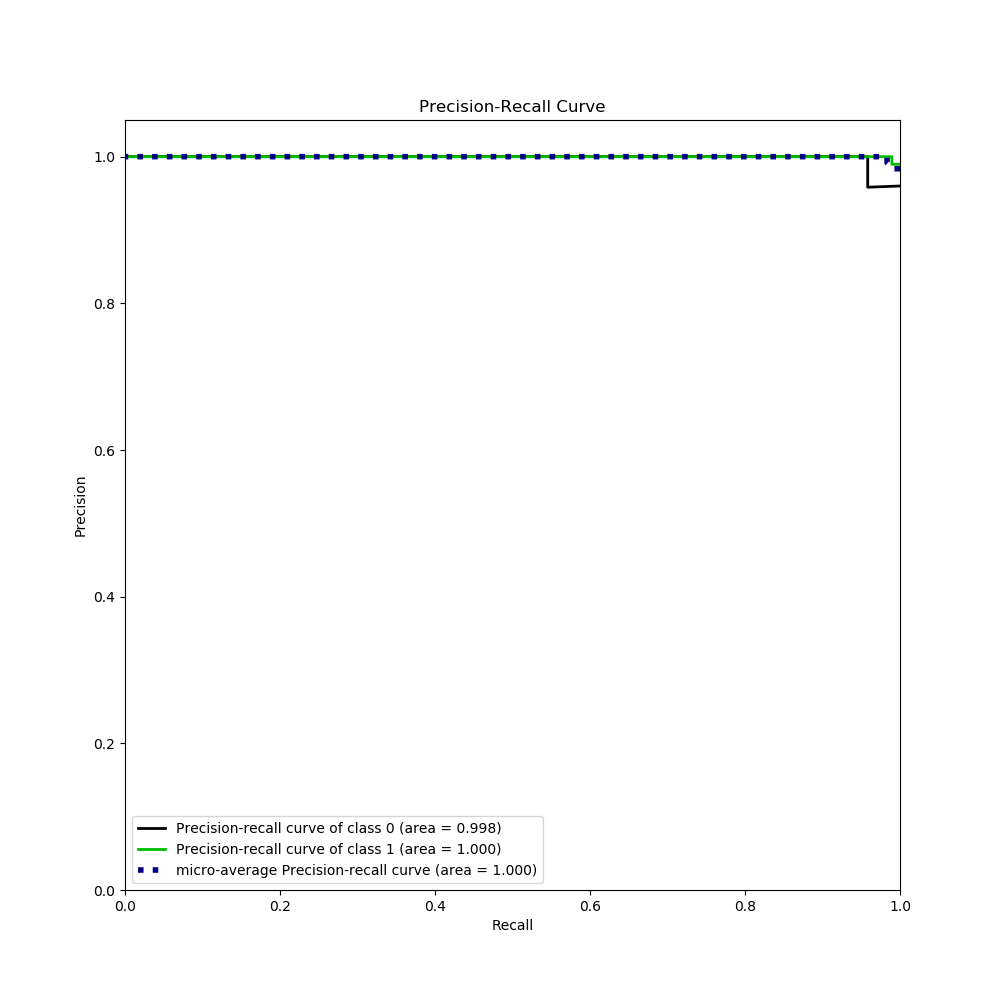 Precision-Recall Curve
1.0
0.8
0.6
0.4
0.2
0.0
Precision
Precision-recall curve of class 0 (area = 0.998)
Precision-recall curve of class 1 (area = 1.000)
micro-average Precision-recall curve (area = 1.000)
0.0 0.2 0.4 0.6 0.8 1.0
Recall